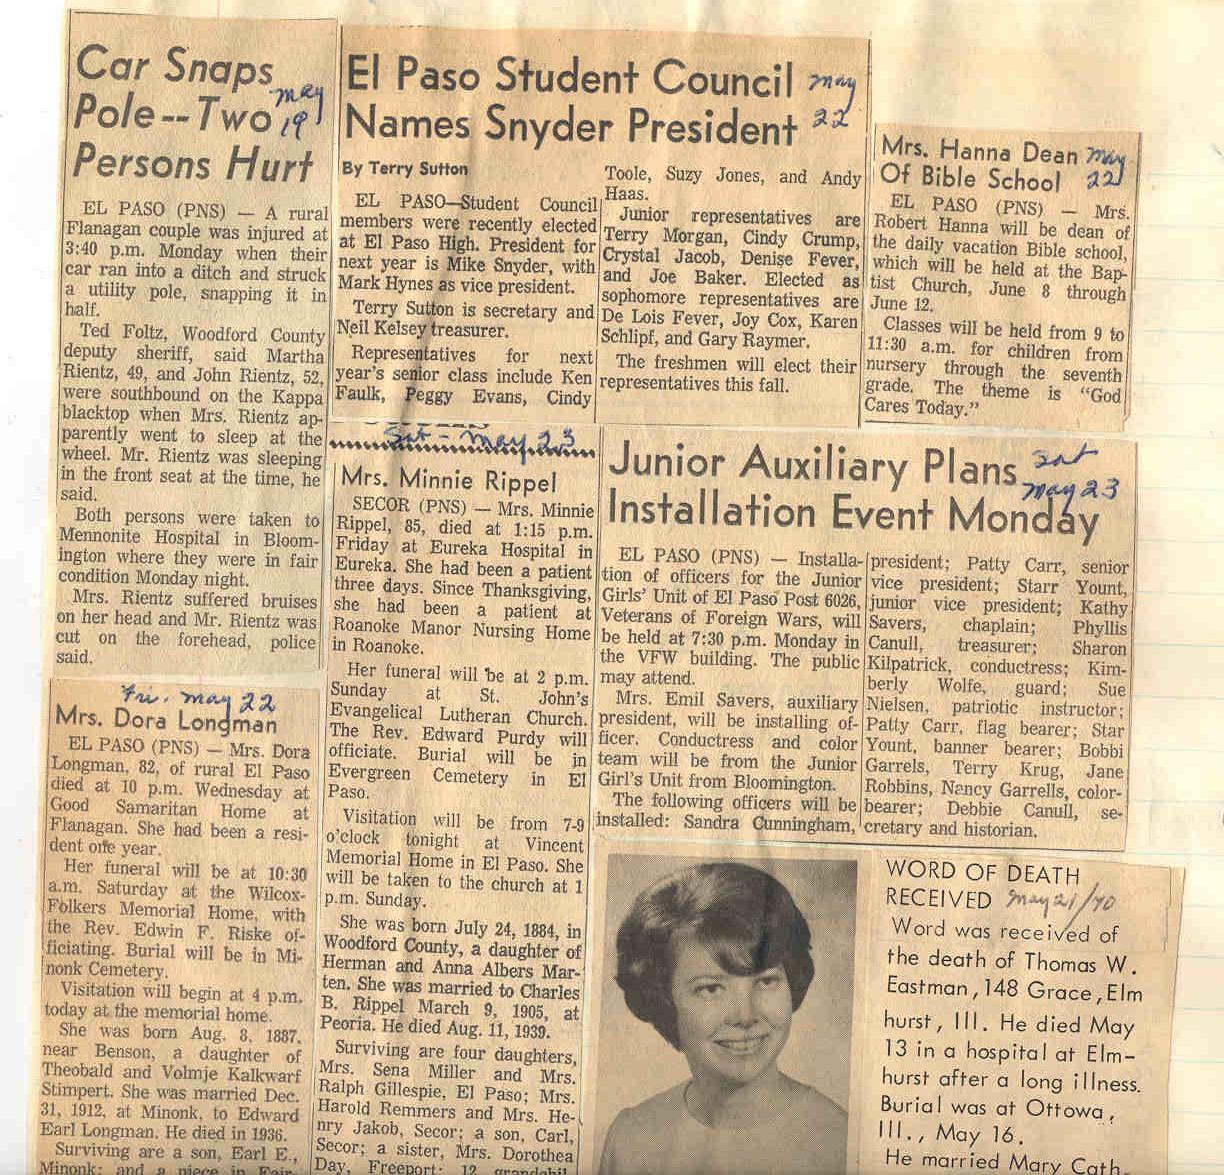 Car Snaps
Pole--Two
Persons Hurt
may
19
EL PASO (PNS) — A rural
Flanagan couple was injured at
3:40 p.m. Monday when their
car ran into a ditch and struck
a utility pole, snapping it in
half.
Ted Foltz, Woodford County
deputy sheriff, said Martha
Rientz, 49, and John Rientz, 52,
were southbound on the Kappa
blacktop when Mrs. Rientz ap-
parently went to sleep at the
wheel. Mr. Rientz was sleeping
in the front seat at the time, he
said.
Both persons were taken to
Mennonite Hospital in Bloom-
ington where they were in fair
condition Monday night.
Mrs. Rientz suffered bruises
on her head and Mr. Rientz was
cut on the forehead, police
said.
Fri. may 22
Mrs. Dora Longman
EL PASO (PNS) — Mrs. Dora
Longman, 82, of rural El Paso
died at 10 p.m. Wednesday at
Good Samaritan Home at
Flanagan. She had been a resi-
dent one year.
Her funeral will be at 10:30
a.m. Saturday at the Wilcox-
Folkers Memorial Home, with
the Rev. Edwin F. Riske of-
ficiating. Burial will be in Mi-
nonk Cemetery.
Visitation will begin at 4 p.m.
today at the memorial home.
She was born Aug. 8, 1887.
near Benson, a daughter of
Theobald and Volmje Kalkwarf
Stimpert. She was married Dec.
31, 1912, at Minonk, to Edward
Earl Longman. He died in 1936.
Surviving are a son, Earl E.,
Minonk; and a niece in
El Paso Student Council
Names Snyder President
may
22
By Terry Sutton
EL PASO—Student Council
members were recently elected
at El Paso High. President for
next year is Mike Snyder, with
Mark Hynes as vice president.
Terry Sutton is secretary and
Neil Kelsey treasurer.
Representatives for next
year's senior class include Ken
Faulk, Peggy Evans, Cindy
Toole, Suzy Jones, and Andy
Haas.
Junior representatives are
Terry Morgan, Cindy Crump,
Crystal Jacob, Denise Fever,
and Joe Baker. Elected as
sophomore representatives are
De Lois Fever, Joy Cox, Karen
Schlipf, and Gary Raymer.
The freshmen will elect their
representatives this fall.
Mrs. Hanna Dean
Of Bible School
may
22
EL PASO (PNS) — Mrs.
Robert Hanna will be dean of
the daily vacation Bible school,
which will be held at the Bap-
tist Church, June 8 through
June 12.
Classes will be held from 9 to
11:30 a.m. for children from
nursery through the seventh
grade. The theme is "God
Cares Today."
Sat - may 23
Mrs. Minnie Rippel
SECOR (PNS) — Mrs. Minnie
Rippel, 85, died at 1:15 p.m.
Friday at Eureka Hospital in
Eureka. She had been a patient
three days. Since Thanksgiving,
she had been a patient at
Roanoke Manor Nursing Home
in Roanoke.
Her funeral will be at 2 p.m.
Sunday at St. John's
Evangelical Lutheran Church.
The Rev. Edward Purdy will
officiate. Burial will be in
Evergreen Cemetery in El
Paso.
Visitation will be from 7-9
o'clock tonight at Vincent
Memorial Home in El Paso. She
will be taken to the church at 1
p.m. Sunday.
She was born July 24, 1884, in
Woodford County, a daughter of
Herman and Anna Albers Mar-
ten. She was married to Charles
B. Rippel March 9, 1905, at
Peoria. He died Aug. 11, 1939.
Surviving are four daughters,
Mrs. Sena Miller and Mrs.
Ralph Gillespie, El Paso; Mrs.
Harold Remmers and Mrs. He-
nry Jakob, Secor; a son, Carl,
Secor; a sister, Mrs. Dorothea
Day, Freeport; 12
Junior Auxiliary Plans
Installation Event Monday
Sat
may 23
EL PASO (PNS) — Installa-
tion of officers for the Junior
Girls' Unit of El Paso Post 6026,
Veterans of Foreign Wars, will
be held at 7:30 p.m. Monday in
the VFW building. The public
may attend.
Mrs. Emil Savers, auxiliary
president, will be installing of-
ficer. Conductress and color
team will be from the Junior
Girl's Unit from Bloomington.
The following officers will be
installed: Sandra Cunningham,
president; Patty Carr, senior
vice president; Starr Yount,
junior vice president; Kathy
Savers, chaplain; Phyllis
Canull, treasurer; Sharon
Kilpatrick, conductress; Kim-
berly Wolfe, guard; Sue
Nielsen, patriotic instructor;
Patty Carr, flag bearer; Star
Yount, banner bearer; Bobbi
Garrels, Terry Krug, Jane
Robbins, Nancy Garrells, color-
bearer; Debbie Canull, se-
cretary and historian.
WORD OF DEATH
RECEIVED may 21/70
Word was received of
the death of Thomas W.
Eastman, 148 Grace, Elm
hurst, Ill. He died May
13 in a hospital at Elm-
hurst after a long illness.
Burial was at Ottowa,
Ill., May 16.
He married Mary Cath